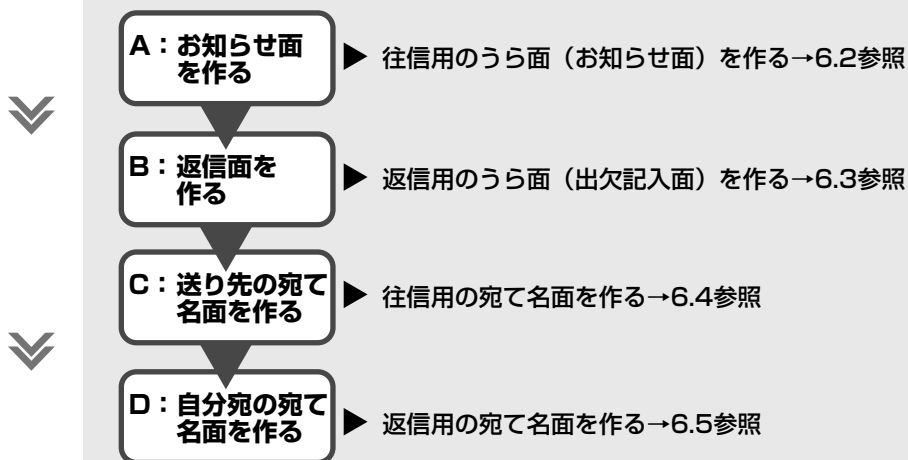 A：お知らせ面
を作る
▶ 往信用のうら面（お知らせ面）を作る→6.2参照
B：返信面を
作る
▶ 返信用のうら面（出欠記入面）を作る→6.3参照
C：送り先の宛て
名面を作る
▶ 往信用の宛て名面を作る→6.4参照
D：自分宛の宛て
名面を作る
▶ 返信用の宛て名面を作る→6.5参照